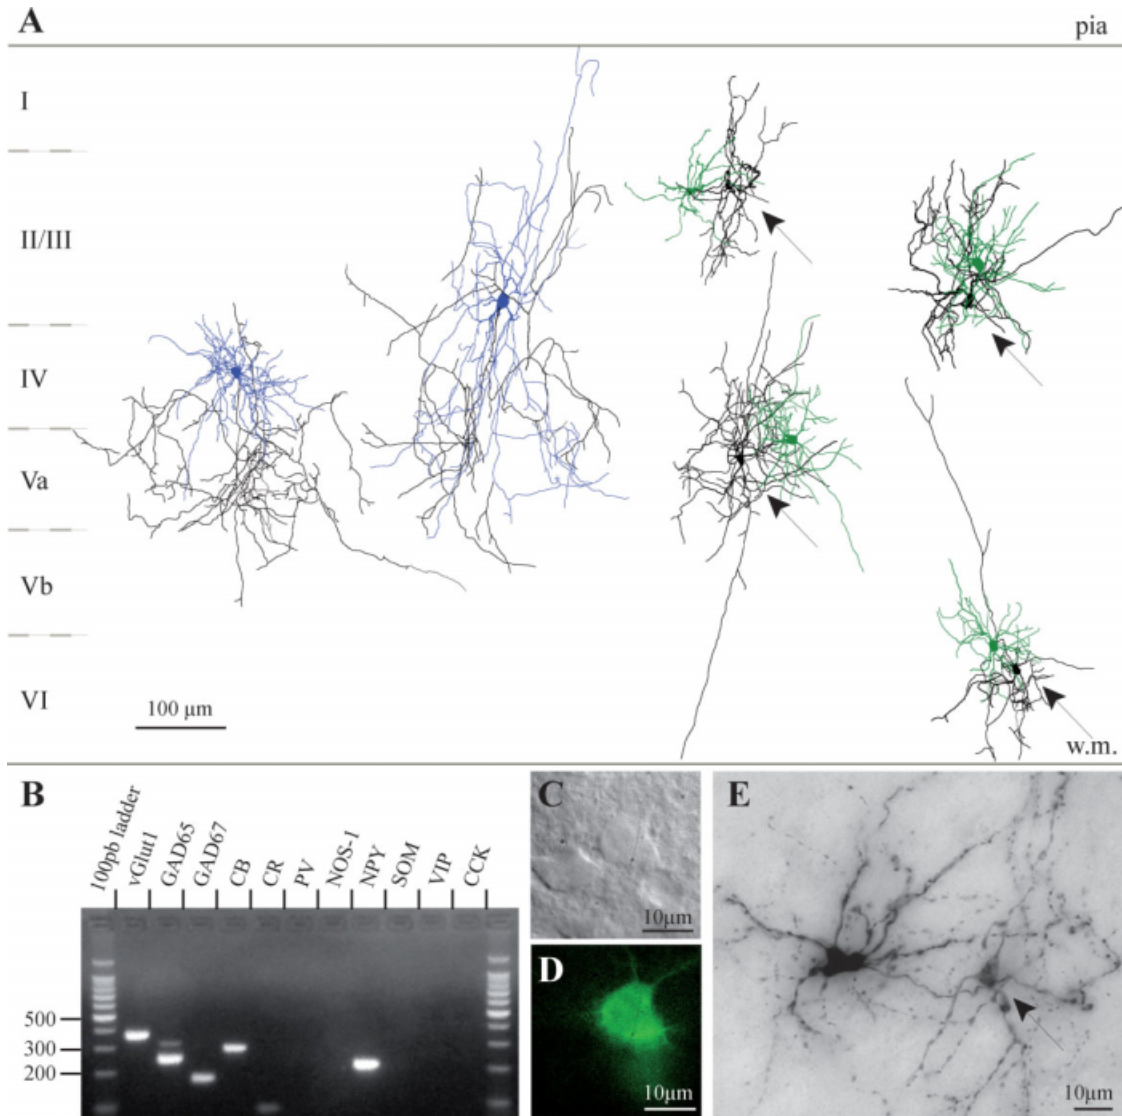 A
pia
I
II/III
IV
Va
Vb
VI
100 μm
w.m.
B
100pb ladder
vGlut1
GAD65
GAD67
CB
CR
PV
NOS-1
NPY
SOM
VIP
CCK
500
300
200
C
10μm
D
10μm
E
10μm